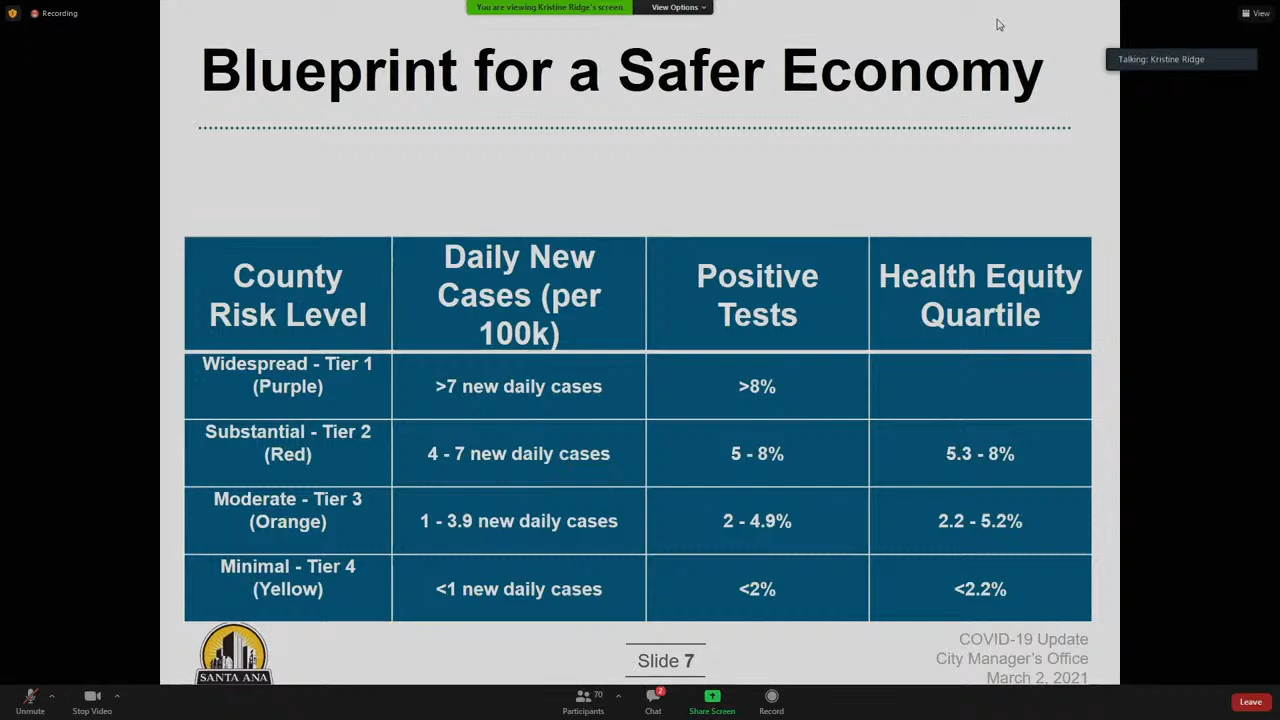 Recording
You are viewing Kristine Ridge's screen
View Options
View
Talking: Kristine Ridge
Blueprint for a Safer Economy
County
Risk Level
Daily New
Cases (per
100k)
Positive
Tests
Health Equity
Quartile
Widespread - Tier 1
(Purple)
>7 new daily cases
>8%
Substantial - Tier 2
(Red)
4 - 7 new daily cases
5 - 8%
5.3 - 8%
Moderate - Tier 3
(Orange)
1 - 3.9 new daily cases
2 - 4.9%
2.2 - 5.2%
Minimal - Tier 4
(Yellow)
<1 new daily cases
<2%
<2.2%
SANTA ANA
Slide 7
COVID-19 Update
City Manager's Office
March 2, 2021
Unmute
Stop Video
70
Participants
2
Chat
Share Screen
Record
Leave